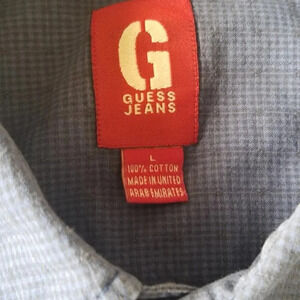 G
GUESS
JEANS
L
100% COTTON
MADE IN UNITED
ARAB EMIRATES